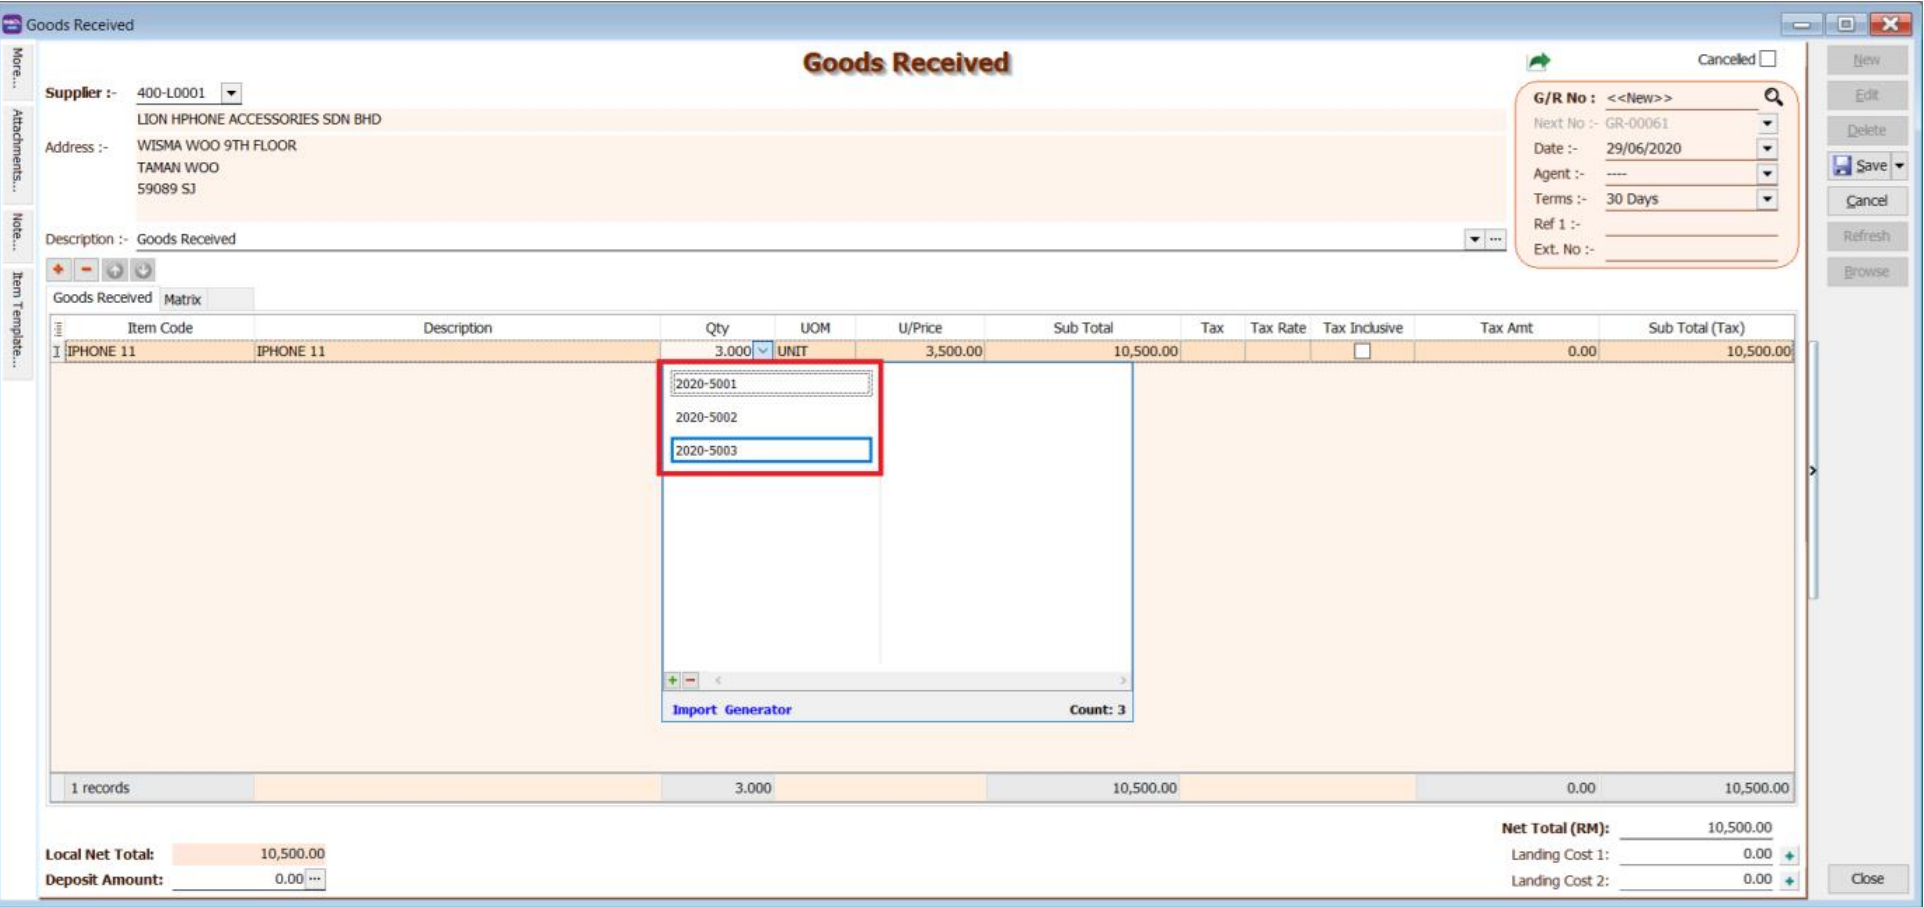 Goods Received
More...
Attachments...
Note...
Item Template...
Goods Received
Cancelled
Supplier :- 400-L0001
LION HPHONE ACCESSORIES SDN BHD
Address :- WISMA WOO 9TH FLOOR
TAMAN WOO
59089 SJ
Description :- Goods Received
G/R No : <<New>>
Next No :- GR-00061
Date :- 29/06/2020
Agent :- ----
Terms :- 30 Days
Ref 1 :-
Ext. No :-
New
Edit
Delete
Save
Cancel
Refresh
Browse
Goods Received Matrix
Item Code Description Qty UOM U/Price Sub Total Tax Tax Rate Tax Inclusive Tax Amt Sub Total (Tax)
IPHONE 11 IPHONE 11 3.000 UNIT 3,500.00 10,500.00 0.00 10,500.00
2020-5001
2020-5002
2020-5003
Import Generator Count: 3
1 records 3.000 10,500.00 0.00 10,500.00
Net Total (RM): 10,500.00
Local Net Total: 10,500.00
Landing Cost 1: 0.00
Deposit Amount: 0.00 ...
Landing Cost 2: 0.00
Close